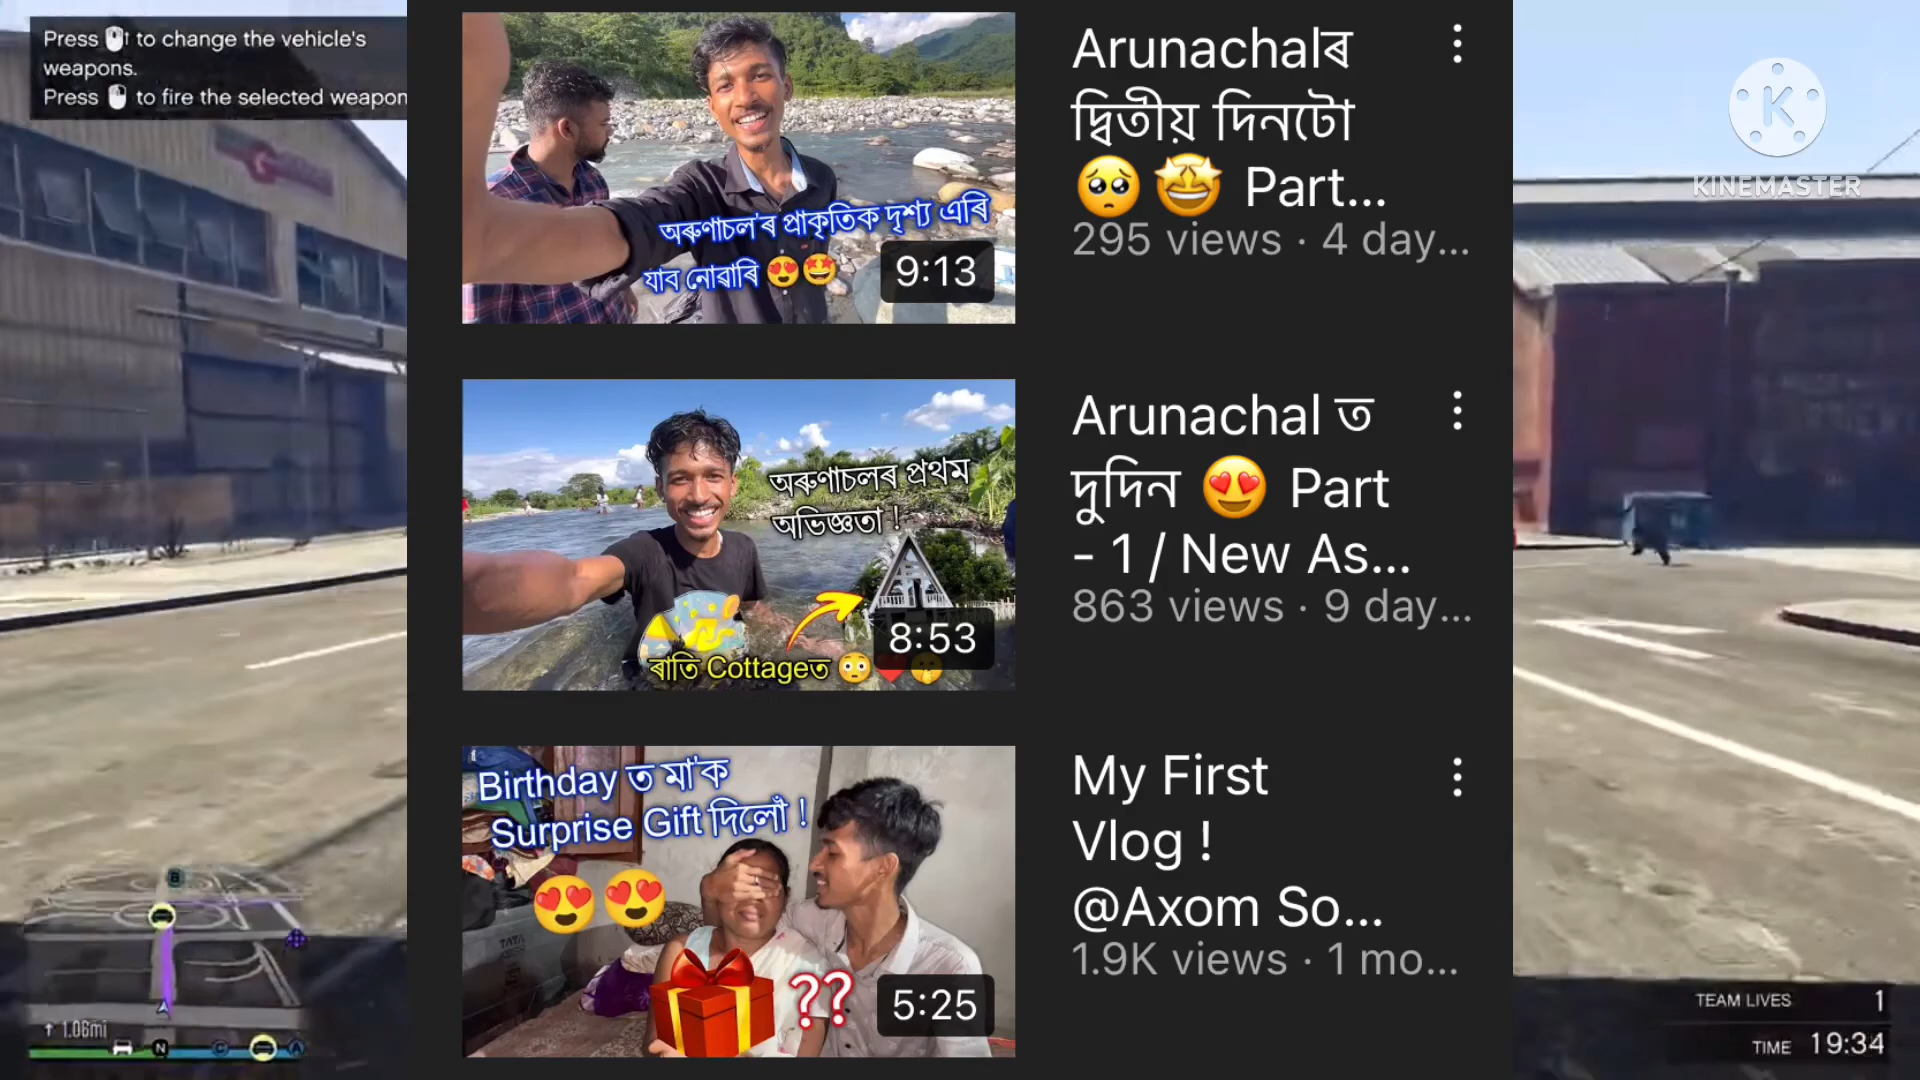 Press to change the vehicle's
weapons.
Press to fire the selected weapon
KINEMASTER
অৰুণাচল'ৰ প্ৰাকৃতিক দৃশ্য এৰি
যাব নোৱাৰি 😍🤩
9:13
Arunachalৰ
দ্বিতীয় দিনটো
🥺🤩 Part...
295 views · 4 day...
অৰুণাচলৰ প্ৰথম
অভিজ্ঞতা !
ৰাতি Cottageত 😳❤️🤫
8:53
Arunachal ত
দুদিন 😍 Part
- 1 / New As...
863 views · 9 day...
Birthday ত মা'ক
Surprise Gift দিলোঁ !
??
TATA
5:25
My First
Vlog !
@Axom So...
1.9K views · 1 mo...
B
↑ 1.06mi
N
C
A
TEAM LIVES 1
TIME 19:34